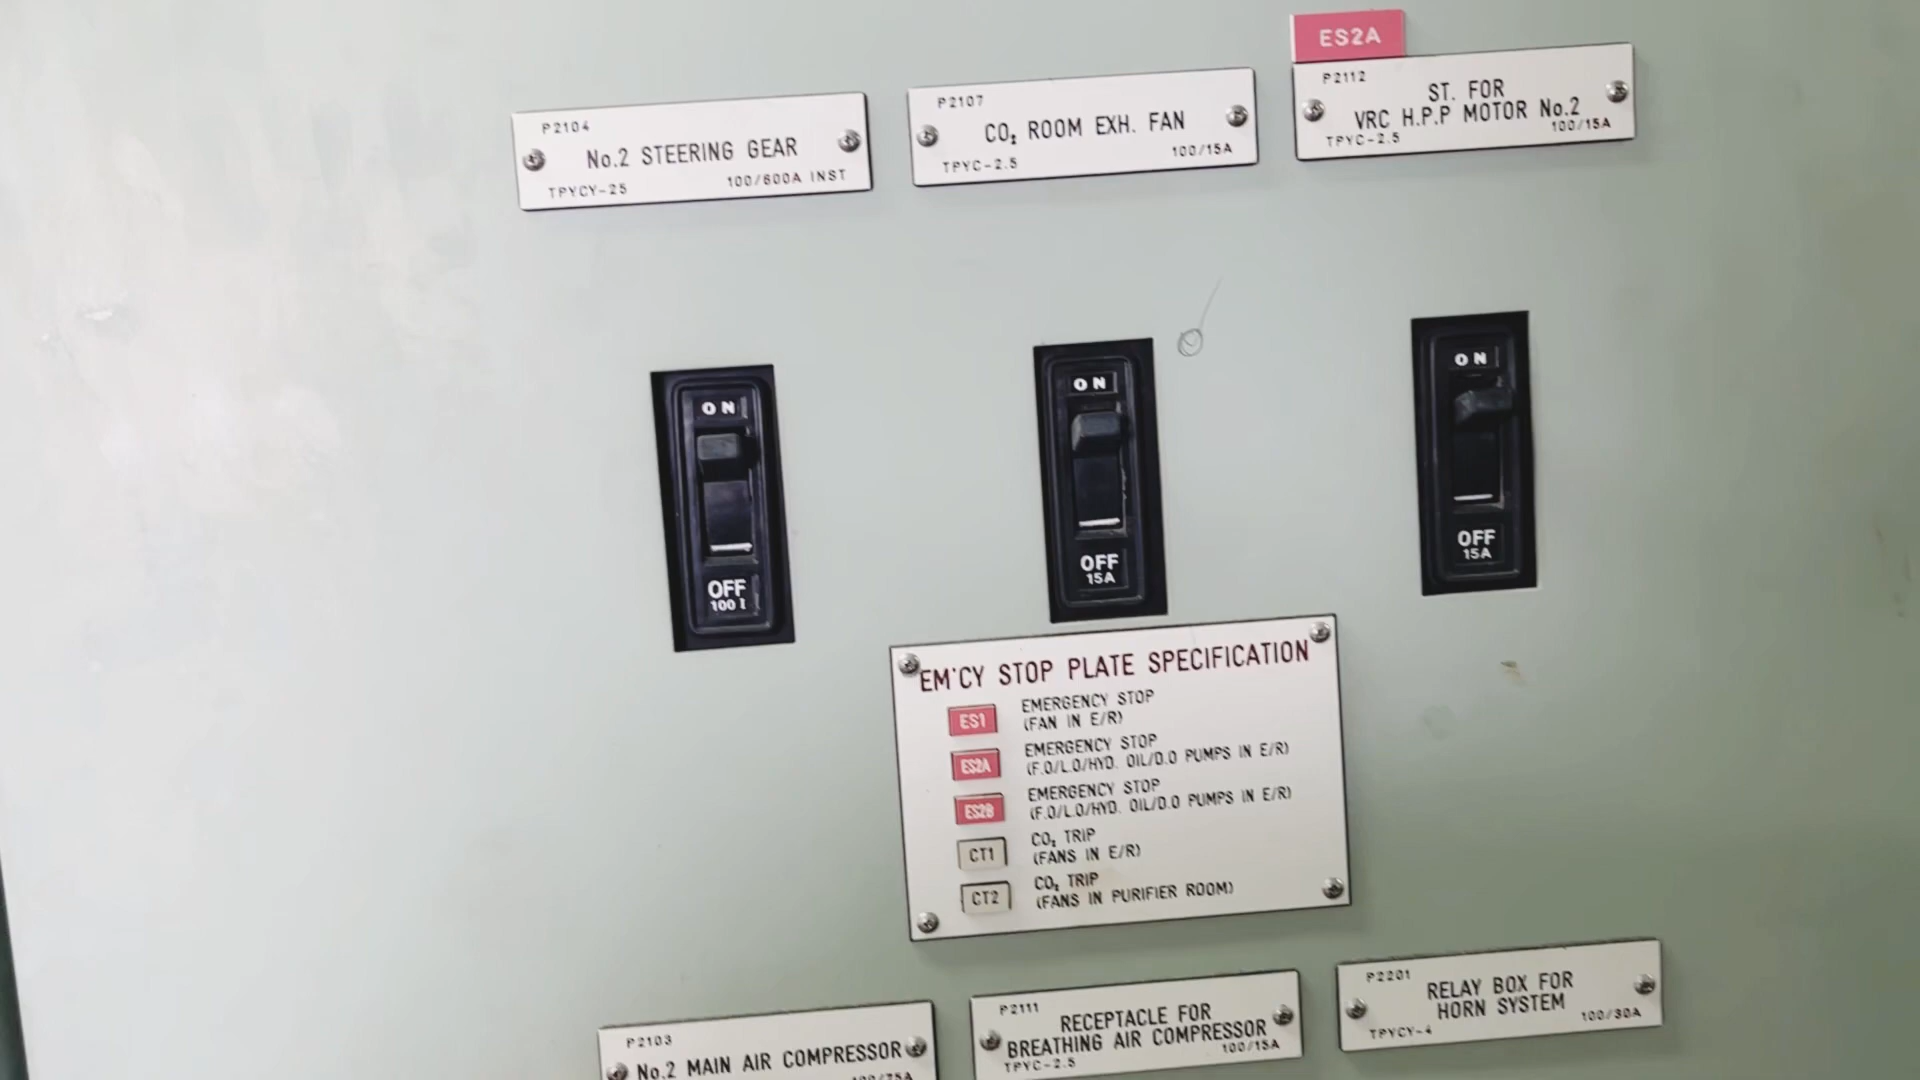 P2104
No.2 STEERING GEAR
TPYCY-25 100/600A INST
P2107
CO₂ ROOM EXH. FAN
TPYC-2.5 100/15A
ES2A
P2112
ST. FOR
VRC H.P.P MOTOR No.2
TPYC-2.5 100/15A
ON
OFF
100
ON
OFF
15A
ON
OFF
15A
EM'CY STOP PLATE SPECIFICATION
ES1 EMERGENCY STOP
(FAN IN E/R)
ES2A EMERGENCY STOP
(F.O/L.O/HYD. OIL/D.O PUMPS IN E/R)
ES2B EMERGENCY STOP
(F.O/L.O/HYD. OIL/D.O PUMPS IN E/R)
CT1 CO₂ TRIP
(FANS IN E/R)
CT2 CO₂ TRIP
(FANS IN PURIFIER ROOM)
P2103
No.2 MAIN AIR COMPRESSOR
100/75A
P2111
RECEPTACLE FOR
BREATHING AIR COMPRESSOR
TPYC-2.5 100/15A
P2201
RELAY BOX FOR
HORN SYSTEM
TPYCY-4 100/30A